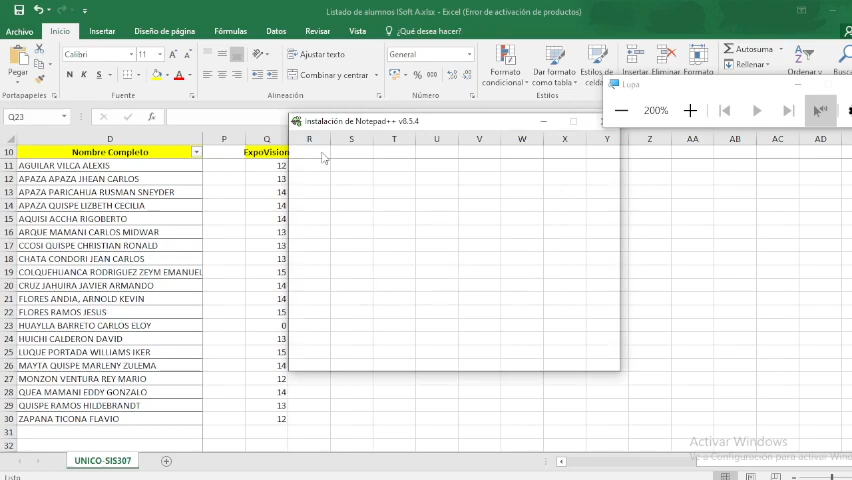 Listado de alumnos ISoft A.xlsx - Excel (Error de activación de productos)
Archivo Inicio Insertar Diseño de página Fórmulas Datos Revisar Vista ¿Qué desea hacer?
Calibri 11 Ajustar texto General Autosuma
Pegar N K S Combinar y centrar % 000 Formato condicional Dar formato como tabla Estilos de celda Insertar Eliminar Rellenar
Portapapeles Fuente Alineación Número
Lupa
200%
Q23 fx
Instalación de Notepad++ v8.5.4
D P Q R S T U V W X Y Z AA AB AC AD
10 Nombre Completo ExpoVision
11 AGUILAR VILCA ALEXIS 12
12 APAZA APAZA JHEAN CARLOS 13
13 APAZA PARICAHUA RUSMAN SNEYDER 14
14 APAZA QUISPE LIZBETH CECILIA 14
15 AQUISI ACCHA RIGOBERTO 14
16 ARQUE MAMANI CARLOS MIDWAR 13
17 CCOSI QUISPE CHRISTIAN RONALD 13
18 CHATA CONDORI JEAN CARLOS 13
19 COLQUEHUANCA RODRIGUEZ ZEYM EMANUEL 15
20 CRUZ JAHUIRA JAVIER ARMANDO 14
21 FLORES ANDIA, ARNOLD KEVIN 14
22 FLORES RAMOS JESUS 15
23 HUAYLLA BARRETO CARLOS ELOY 0
24 HUICHI CALDERON DAVID 13
25 LUQUE PORTADA WILLIAMS IKER 15
26 MAYTA QUISPE MARLENY ZULEMA 14
27 MONZON VENTURA REY MARIO 12
28 QUEA MAMANI EDDY GONZALO 14
29 QUISPE RAMOS HILDEBRANDT 13
30 ZAPANA TICONA FLAVIO 12
31
32
Activar Windows
Ve a Configuración para activar Windows
UNICO-SIS307
Listo